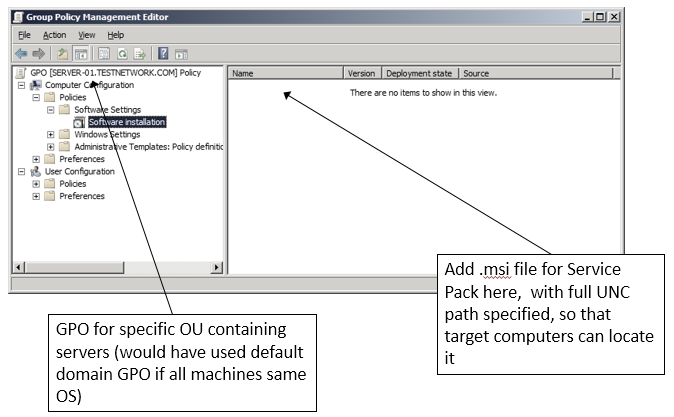 Group Policy Management Editor
File Action View Help
GPO [SERVER-01.TESTNETWORK.COM] Policy
Computer Configuration
Policies
Software Settings
Software installation
Windows Settings
Administrative Templates: Policy definitic
Preferences
User Configuration
Policies
Preferences
Name Version Deployment state Source
There are no items to show in this view.
Add .msi file for Service
Pack here, with full UNC
path specified, so that
target computers can locate
it
GPO for specific OU containing
servers (would have used default
domain GPO if all machines same
OS)